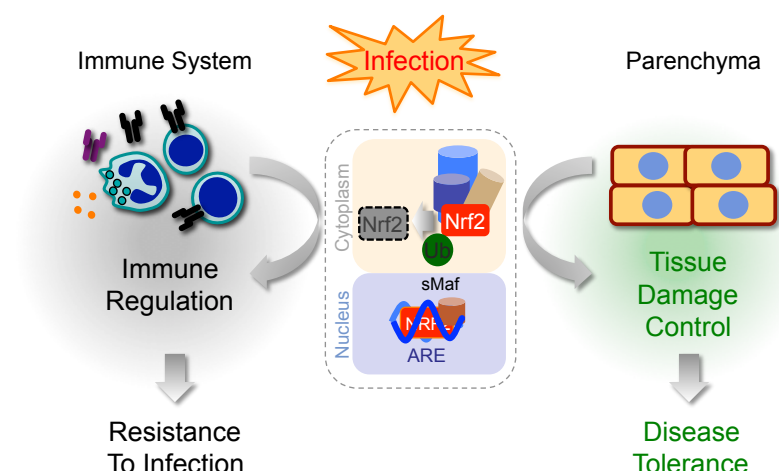 Immune System
Infection
Parenchyma
Cytoplasm
Nrf2
Nrf2
Ub
sMaf
Nucleus
NRF2
ARE
Immune
Regulation
Tissue
Damage
Control
Resistance
To Infection
Disease
Tolerance